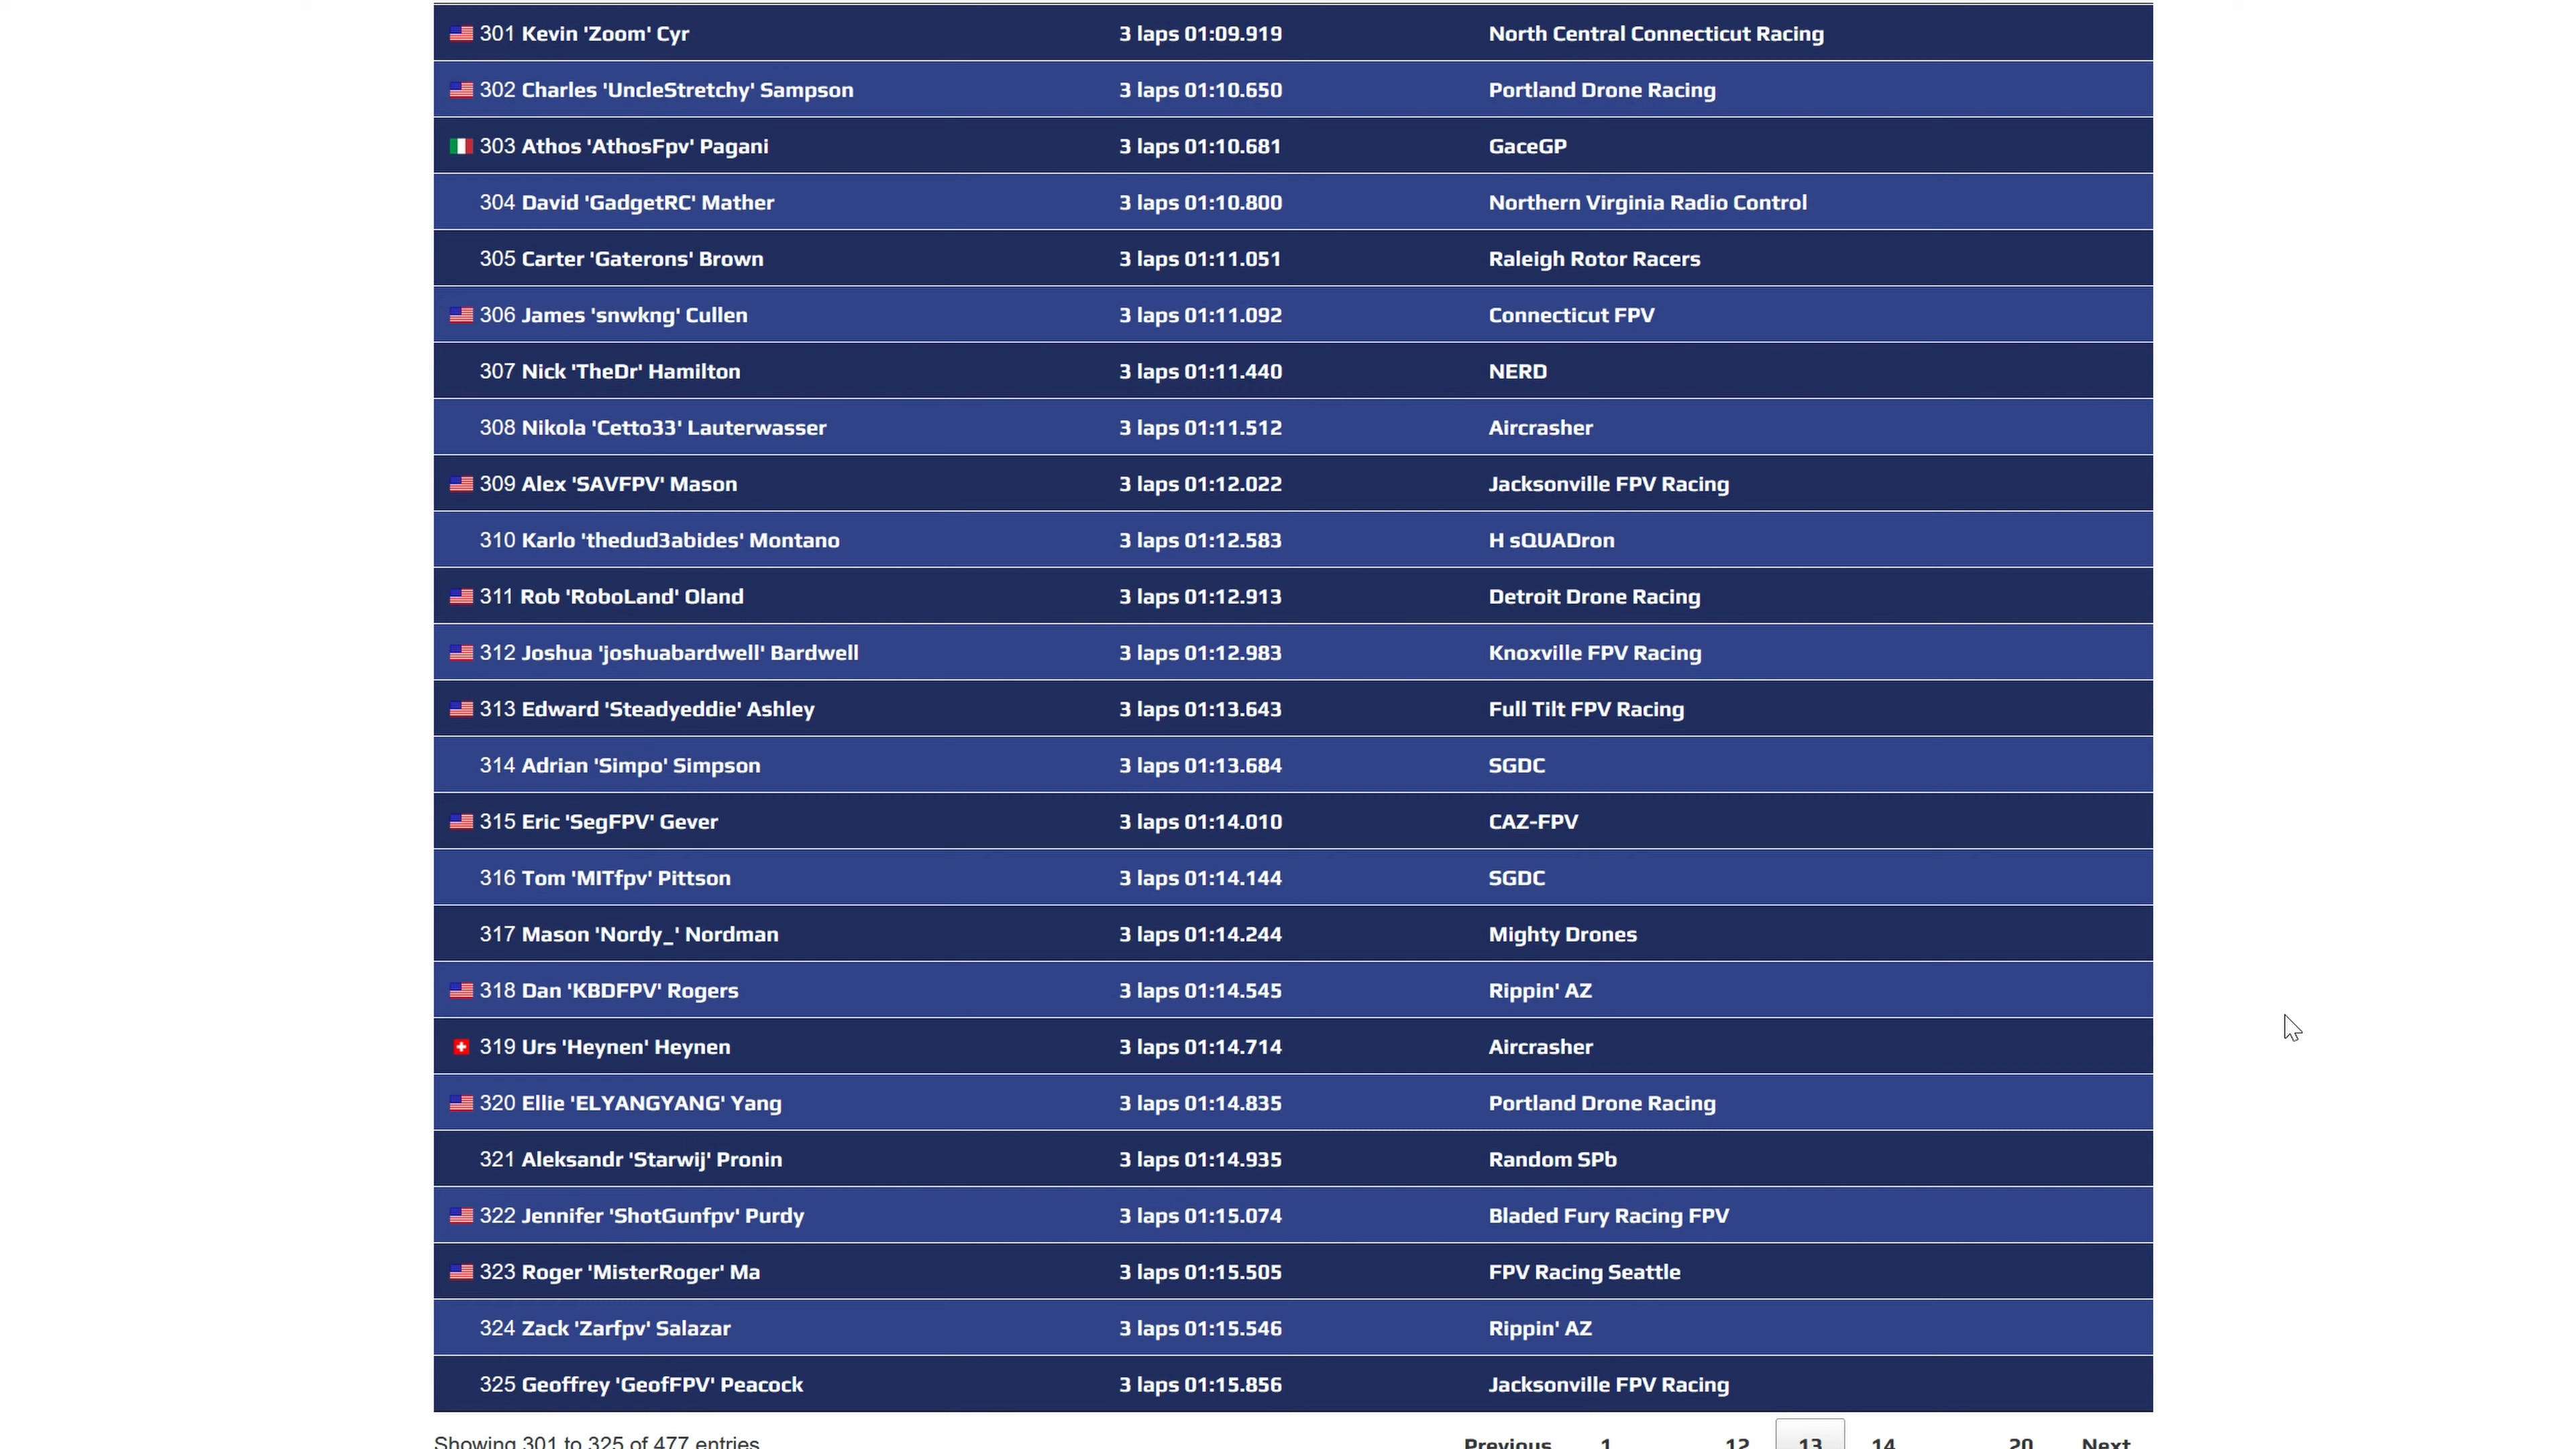 301 Kevin 'Zoom' Cyr 3 laps 01:09.919 North Central Connecticut Racing
302 Charles 'UncleStretchy' Sampson 3 laps 01:10.650 Portland Drone Racing
303 Athos 'AthosFpv' Pagani 3 laps 01:10.681 GaceGP
304 David 'GadgetRC' Mather 3 laps 01:10.800 Northern Virginia Radio Control
305 Carter 'Gaterons' Brown 3 laps 01:11.051 Raleigh Rotor Racers
306 James 'snwkng' Cullen 3 laps 01:11.092 Connecticut FPV
307 Nick 'TheDr' Hamilton 3 laps 01:11.440 NERD
308 Nikola 'Cetto33' Lauterwasser 3 laps 01:11.512 Aircrasher
309 Alex 'SAVFPV' Mason 3 laps 01:12.022 Jacksonville FPV Racing
310 Karlo 'thedud3abides' Montano 3 laps 01:12.583 H sQUADron
311 Rob 'RoboLand' Oland 3 laps 01:12.913 Detroit Drone Racing
312 Joshua 'joshuabardwell' Bardwell 3 laps 01:12.983 Knoxville FPV Racing
313 Edward 'Steadyeddie' Ashley 3 laps 01:13.643 Full Tilt FPV Racing
314 Adrian 'Simpo' Simpson 3 laps 01:13.684 SGDC
315 Eric 'SegFPV' Gever 3 laps 01:14.010 CAZ-FPV
316 Tom 'MITfpv' Pittson 3 laps 01:14.144 SGDC
317 Mason 'Nordy_' Nordman 3 laps 01:14.244 Mighty Drones
318 Dan 'KBDFPV' Rogers 3 laps 01:14.545 Rippin' AZ
319 Urs 'Heynen' Heynen 3 laps 01:14.714 Aircrasher
320 Ellie 'ELYANGYANG' Yang 3 laps 01:14.835 Portland Drone Racing
321 Aleksandr 'Starwij' Pronin 3 laps 01:14.935 Random SPb
322 Jennifer 'ShotGunfpv' Purdy 3 laps 01:15.074 Bladed Fury Racing FPV
323 Roger 'MisterRoger' Ma 3 laps 01:15.505 FPV Racing Seattle
324 Zack 'Zarfpv' Salazar 3 laps 01:15.546 Rippin' AZ
325 Geoffrey 'GeofFPV' Peacock 3 laps 01:15.856 Jacksonville FPV Racing
Showing 301 to 325 of 477 entries Previous 1 12 13 14 20 Next